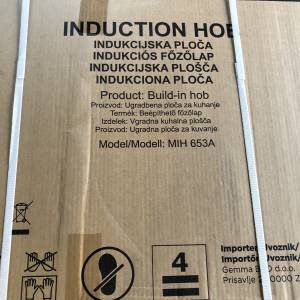 INDUCTION HOB
INDUKCIJSKA PLOČA
INDUKCIÓS FŐZŐLAP
INDUKCIJSKA PLOŠČA
INDUKCIONA PLOČA
Product: Build-in hob
Proizvod: Ugradbena ploča za kuhanje
Termék: Beépíthető főzőlap
Izdelek: Vgradna kuhalna plošča
Proizvod: Ugradna ploča za kuvanje
Model/Modell: MIH 653A
4
Gemma B&D d.o.o.